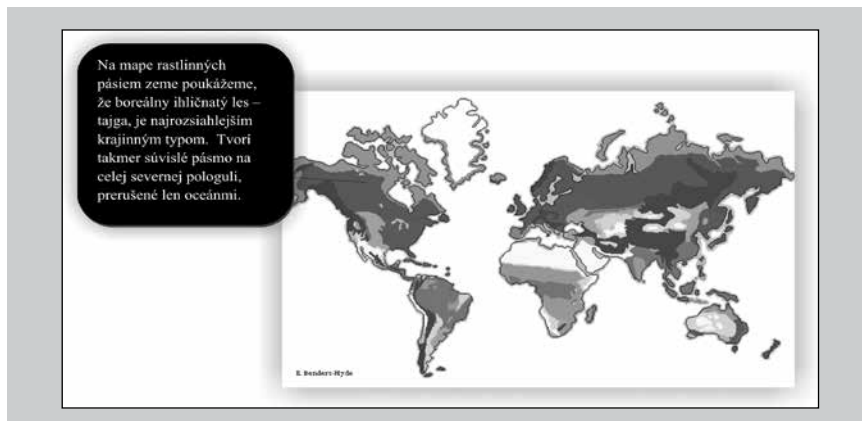 Na mape rastlinných
pásiem zeme poukážeme,
že boreálny ihličnatý les –
tajga, je najrozsiahlejším
krajinným typom. Tvorí
takmer súvislé pásmo na
celej severnej pologuli,
prerušené len oceánmi.
E. Bendert-Hyde